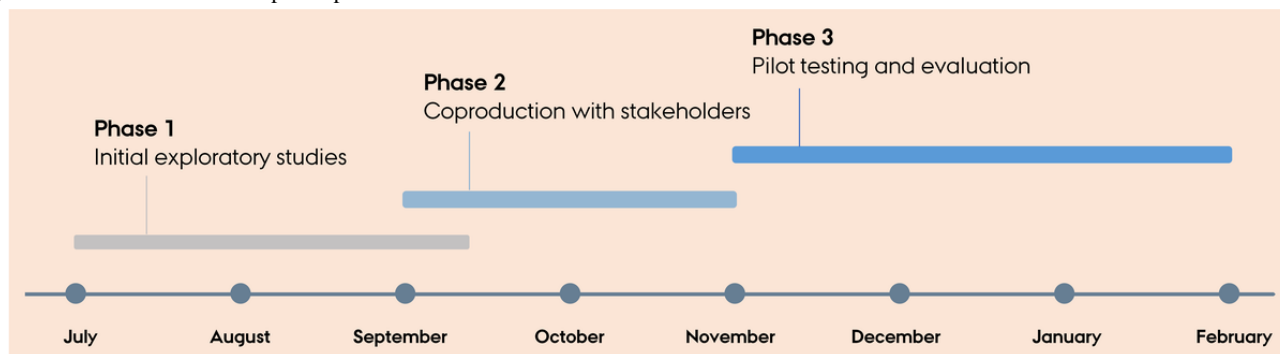 Phase 1
Initial exploratory studies
Phase 2
Coproduction with stakeholders
Phase 3
Pilot testing and evaluation
July
August
September
October
November
December
January
February